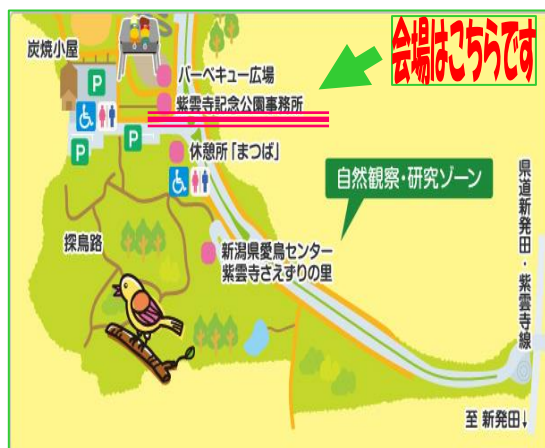 会場はこちらです
炭焼小屋
バーベキュー広場
P
紫雲寺記念公園事務所
P
P
休憩所「まつば」
自然観察・研究ゾーン
県道新発田・紫雲寺線
探鳥路
新潟県愛鳥センター
紫雲寺さえずりの里
至 新発田↓